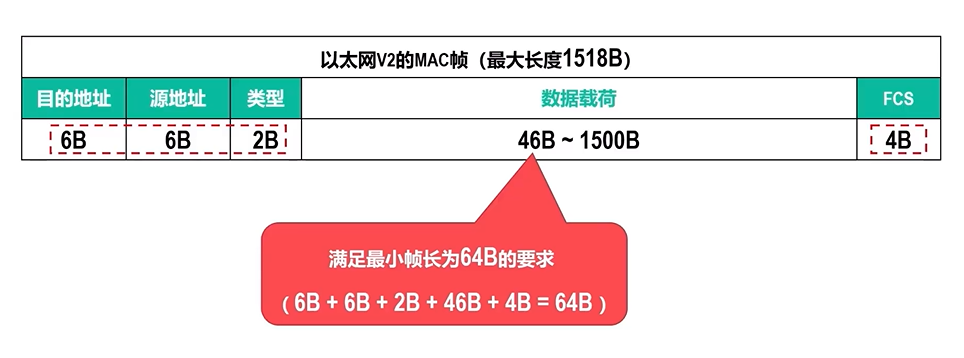 以太网V2的MAC帧（最大长度1518B）
目的地址 源地址 类型 数据载荷 FCS
6B 6B 2B 46B ~ 1500B 4B
满足最小帧长为64B的要求
（6B + 6B + 2B + 46B + 4B = 64B）